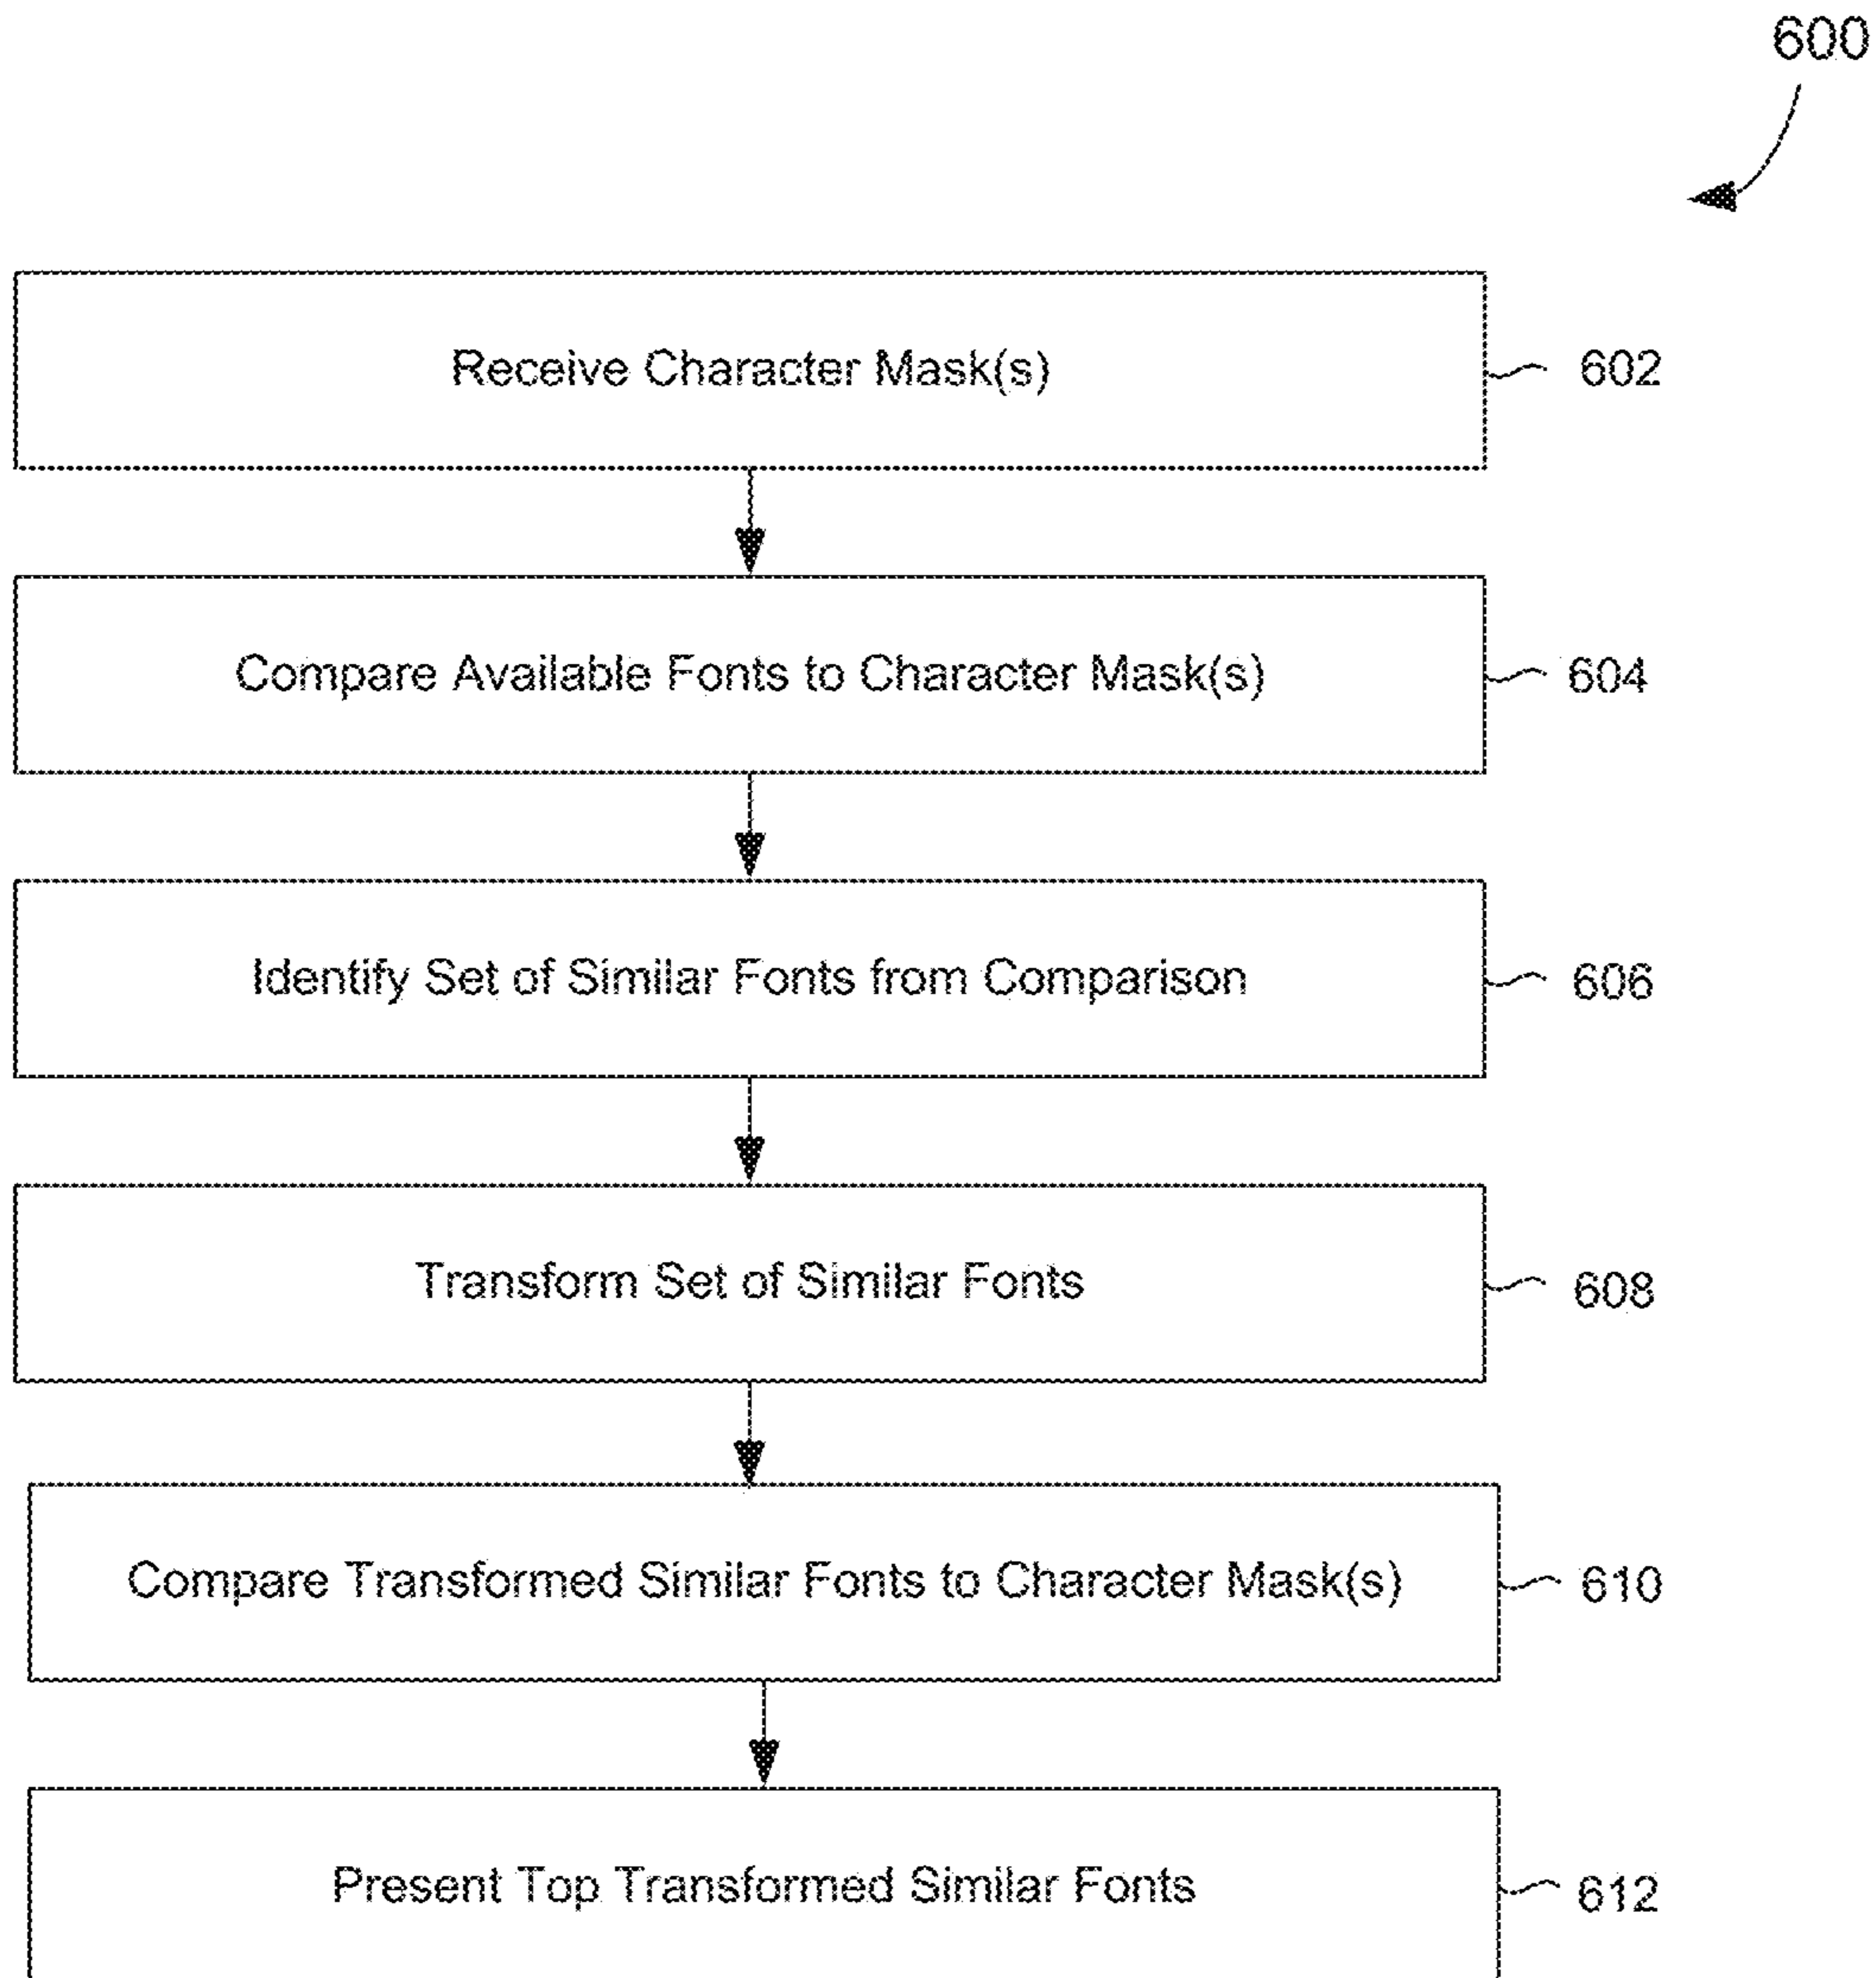 600
Receive Character Mask(s)
602
Compare Available Fonts to Character Mask(s)
604
Identify Set of Similar Fonts from Comparison
606
Transform Set of Similar Fonts
608
Compare Transformed Similar Fonts to Character Mask(s)
610
Present Top Transformed Similar Fonts
612